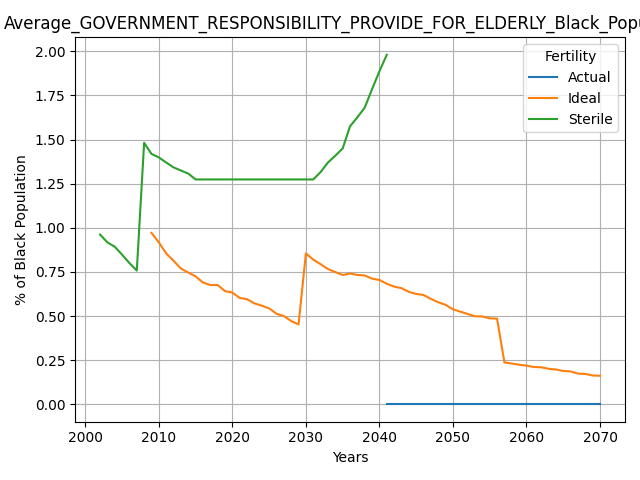 Average_GOVERNMENT_RESPONSIBILITY_PROVIDE_FOR_ELDERLY_Black_Popu
2.00
1.75
1.50
1.25
1.00
0.75
0.50
0.25
0.00
% of Black Population
Fertility
Actual
Ideal
Sterile
2000 2010 2020 2030 2040 2050 2060 2070
Years